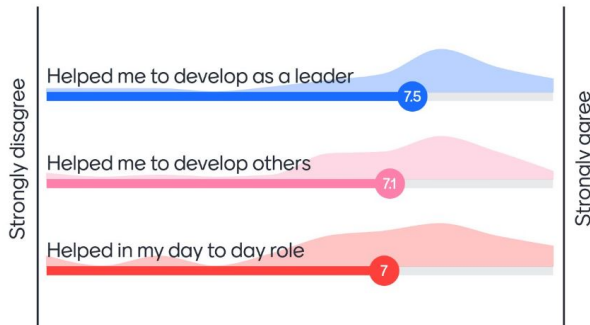 Strongly disagree
Helped me to develop as a leader
7.5
Helped me to develop others
7.1
Helped in my day to day role
7
Strongly agree